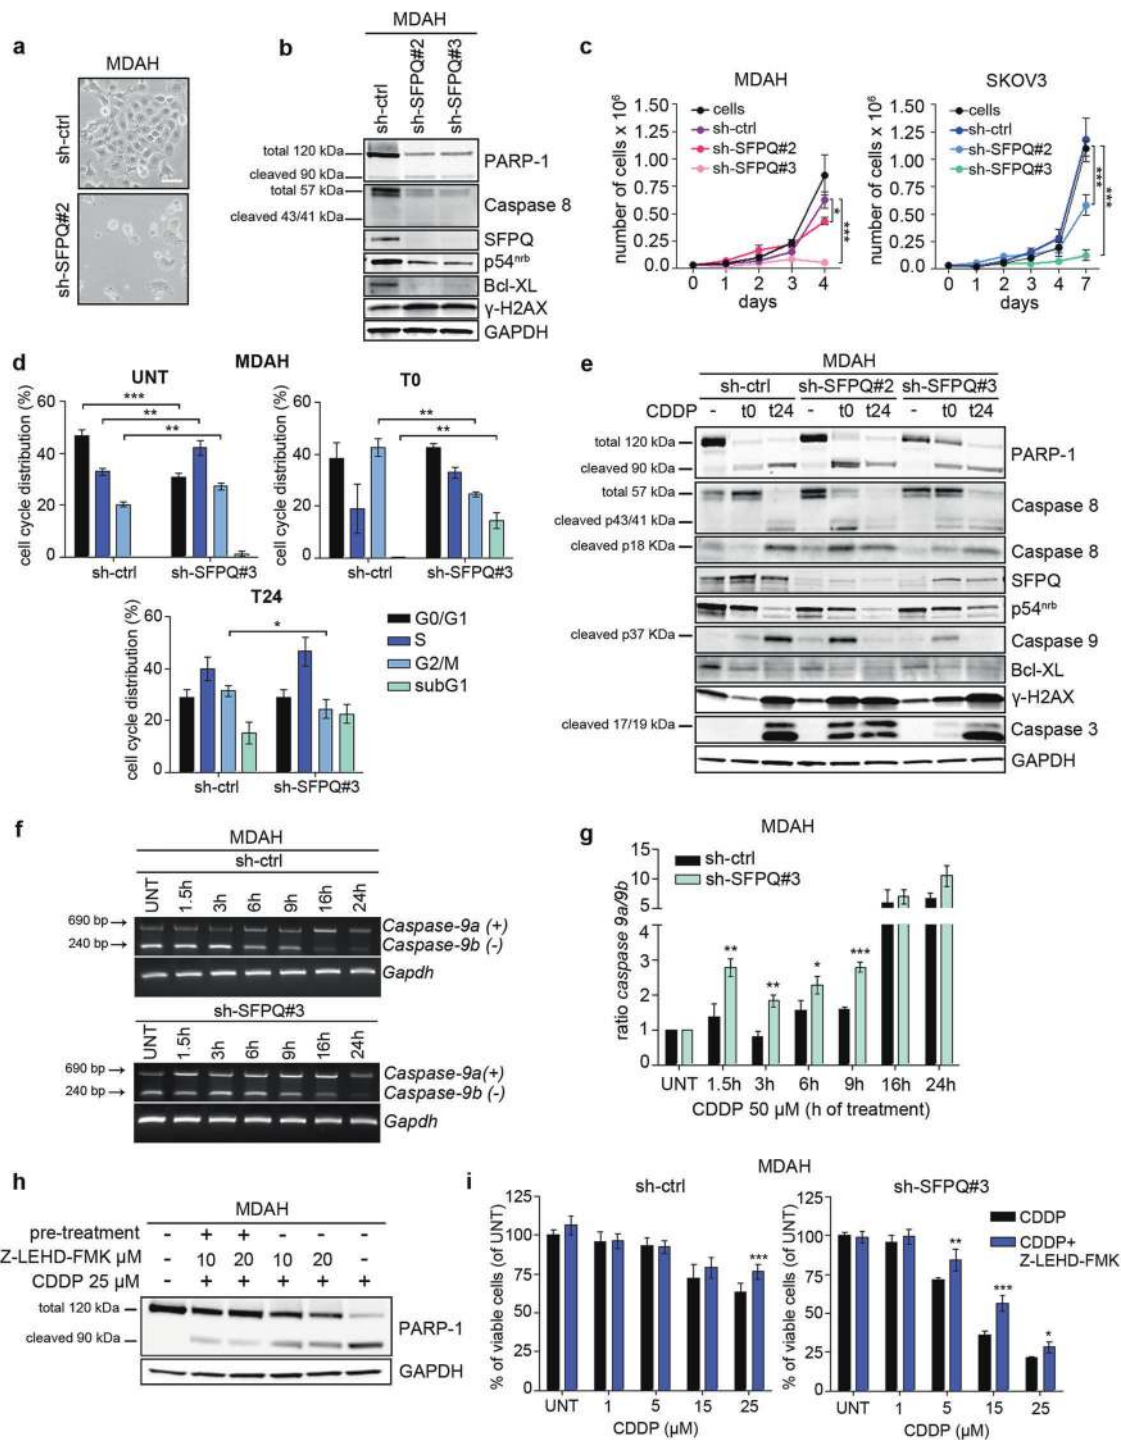 a
MDAH
sh-ctrl
sh-SFPQ#2
b
MDAH
sh-ctrl
sh-SFPQ#2
sh-SFPQ#3
total 120 kDa
PARP-1
cleaved 90 kDa
total 57 kDa
Caspase 8
cleaved 43/41 kDa
SFPQ
p54ⁿʳᵇ
Bcl-XL
γ-H2AX
GAPDH
c
MDAH
number of cells x 10⁶
1.50
1.25
1.00
0.75
0.50
0.25
0.0
cells
sh-ctrl
sh-SFPQ#2
sh-SFPQ#3
*
***
0 1 2 3 4
days
SKOV3
number of cells x 10⁶
1.50
1.25
1.00
0.75
0.50
0.25
0.0
cells
sh-ctrl
sh-SFPQ#2
sh-SFPQ#3
***
***
0 1 2 3 4 7
days
d
MDAH
UNT
cell cycle distribution (%)
60
40
20
0
***
**
**
sh-ctrl sh-SFPQ#3
T0
cell cycle distribution (%)
60
40
20
0
**
**
sh-ctrl sh-SFPQ#3
T24
cell cycle distribution (%)
60
40
20
0
*
sh-ctrl sh-SFPQ#3
G0/G1
S
G2/M
subG1
e
MDAH
sh-ctrl sh-SFPQ#2 sh-SFPQ#3
CDDP - t0 t24 - t0 t24 - t0 t24
total 120 kDa
PARP-1
cleaved 90 kDa
total 57 kDa
Caspase 8
cleaved p43/41 kDa
cleaved p18 KDa
Caspase 8
SFPQ
p54ⁿʳᵇ
cleaved p37 KDa
Caspase 9
Bcl-XL
γ-H2AX
cleaved 17/19 kDa
Caspase 3
GAPDH
f
MDAH
sh-ctrl
UNT 1.5h 3h 6h 9h 16h 24h
690 bp → Caspase-9a (+)
240 bp → Caspase-9b (-)
Gapdh
sh-SFPQ#3
UNT 1.5h 3h 6h 9h 16h 24h
690 bp → Caspase-9a(+)
240 bp → Caspase-9b (-)
Gapdh
g
MDAH
ratio caspase 9a/9b
15
10
5
4
3
2
1
0
sh-ctrl
sh-SFPQ#3
** ** * ***
UNT 1.5h 3h 6h 9h 16h 24h
CDDP 50 µM (h of treatment)
h
MDAH
pre-treatment - + + - - -
Z-LEHD-FMK µM - 10 20 10 20 -
CDDP 25 µM - + + + + +
total 120 kDa
PARP-1
cleaved 90 kDa
GAPDH
i
MDAH
sh-ctrl
% of viable cells (of UNT)
125
100
75
50
25
0
***
UNT 1 5 15 25
CDDP (µM)
sh-SFPQ#3
% of viable cells (of UNT)
125
100
75
50
25
0
**
***
*
UNT 1 5 15 25
CDDP (µM)
CDDP
CDDP+
Z-LEHD-FMK